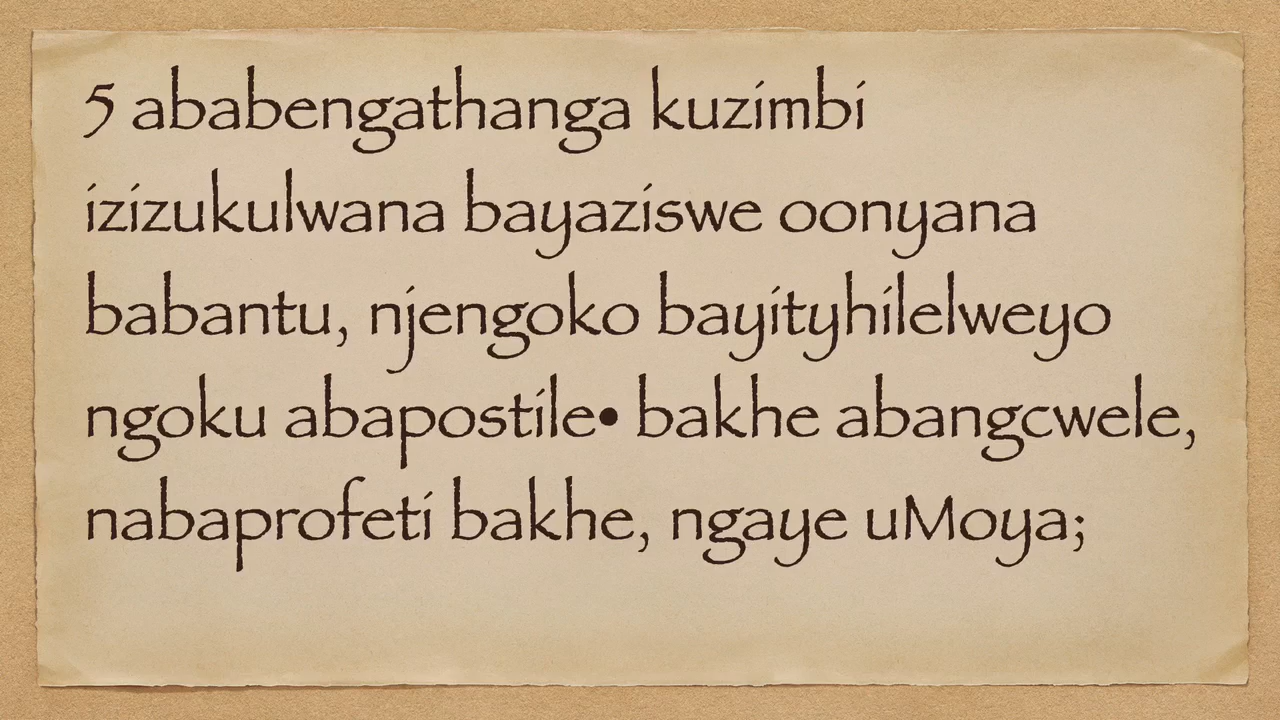 5 ababengathanga kuzimbi
izizukulwana bayaziswe oonyana
babantu, njengoko bayityhilelweyo
ngoku abapostile• bakhe abangcwele,
nabaprofeti bakhe, ngaye uMoya;